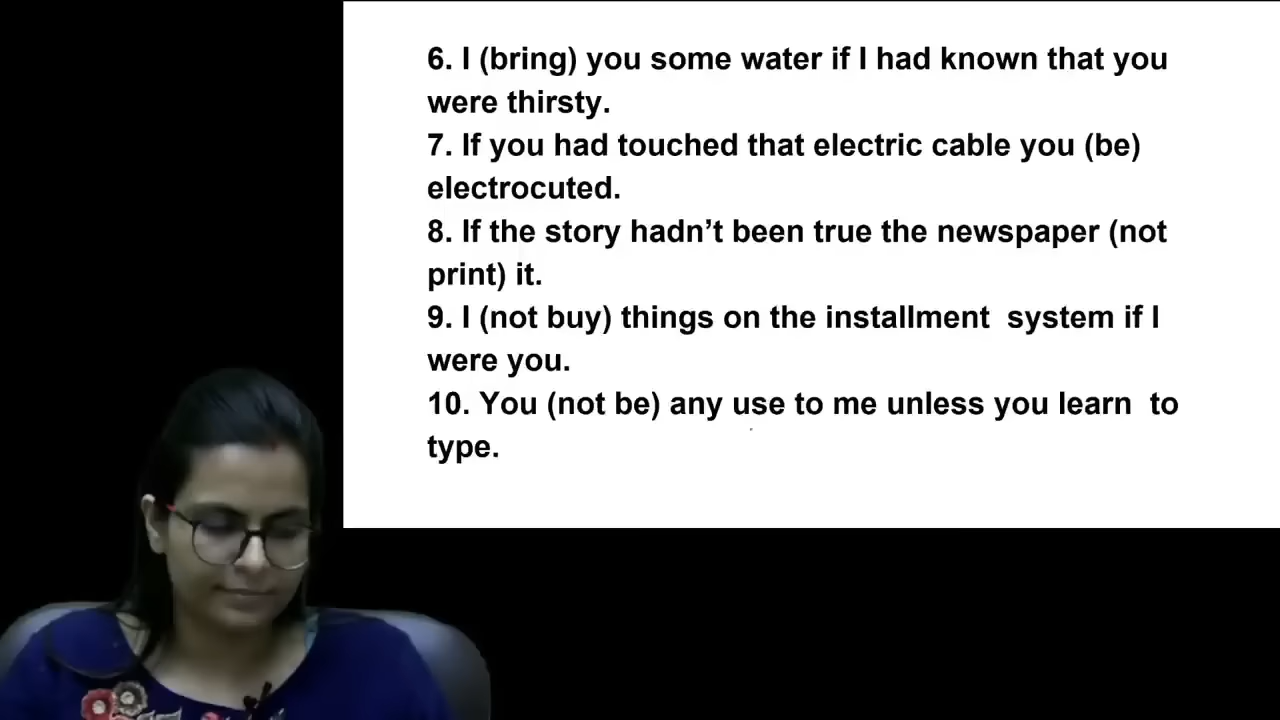 6. I (bring) you some water if I had known that you
were thirsty.
7. If you had touched that electric cable you (be)
electrocuted.
8. If the story hadn’t been true the newspaper (not
print) it.
9. I (not buy) things on the installment  system if I
were you.
10. You (not be) any use to me unless you learn  to
type.